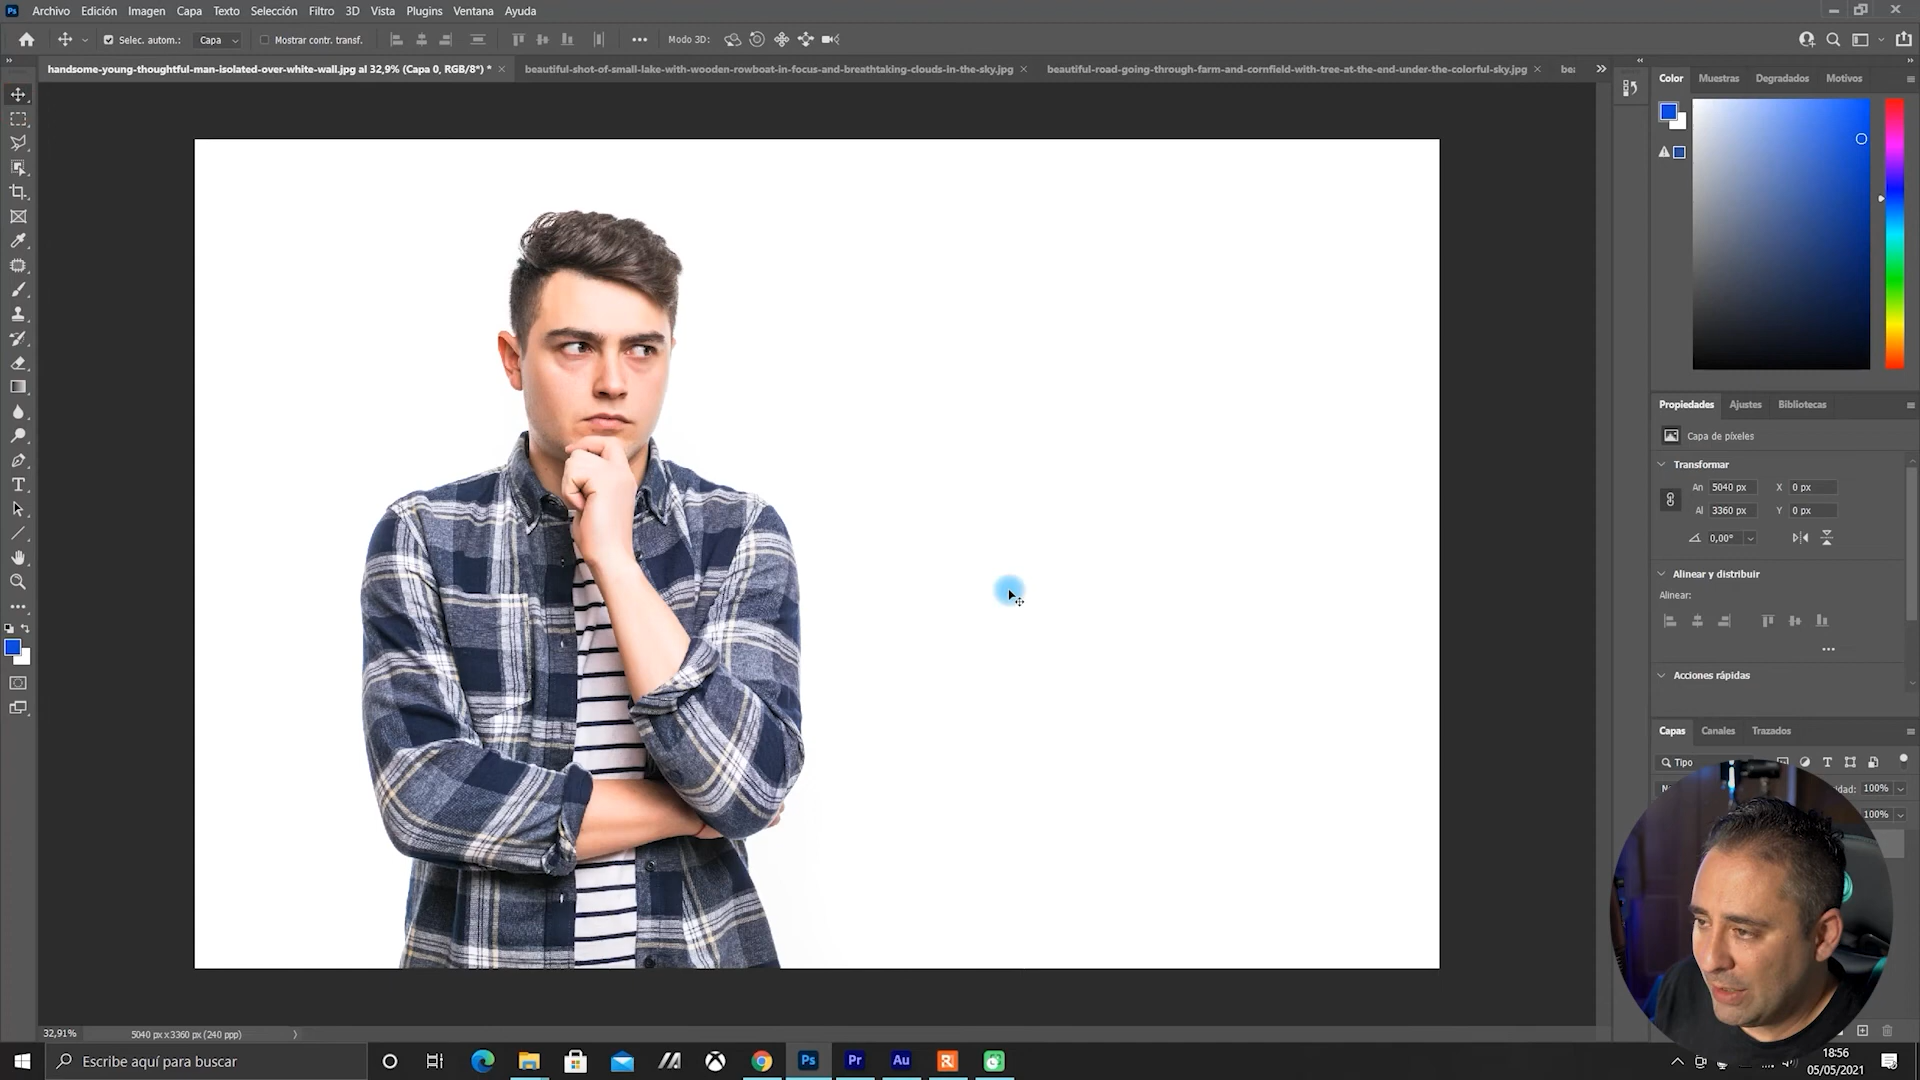 Ps Archivo Edición Imagen Capa Texto Selección Filtro 3D Vista Plugins Ventana Ayuda
Selec. autom.: Capa Mostrar contr. transf. ••• Modo 3D:
handsome-young-thoughtful-man-isolated-over-white-wall.jpg al 32,9% (Capa 0, RGB/8*) * × beautiful-shot-of-small-lake-with-wooden-rowboat-in-focus-and-breathtaking-clouds-in-the-sky.jpg × beautiful-road-going-through-farm-and-cornfield-with-tree-at-the-end-under-the-colorful-sky.jpg ×
Color Muestras Degradados Motivos
Propiedades Ajustes Bibliotecas
Capa de píxeles
Transformar
An 5040 px X 0 px
Al 3360 px Y 0 px
0,00°
Alinear y distribuir
Alinear:
•••
Acciones rápidas
Capas Canales Trazados
Tipo
idad: 100%
100%
32,91% 5040 px x 3360 px (240 ppp)
Escribe aquí para buscar
Ps Pr Au
18:56
05/05/2021